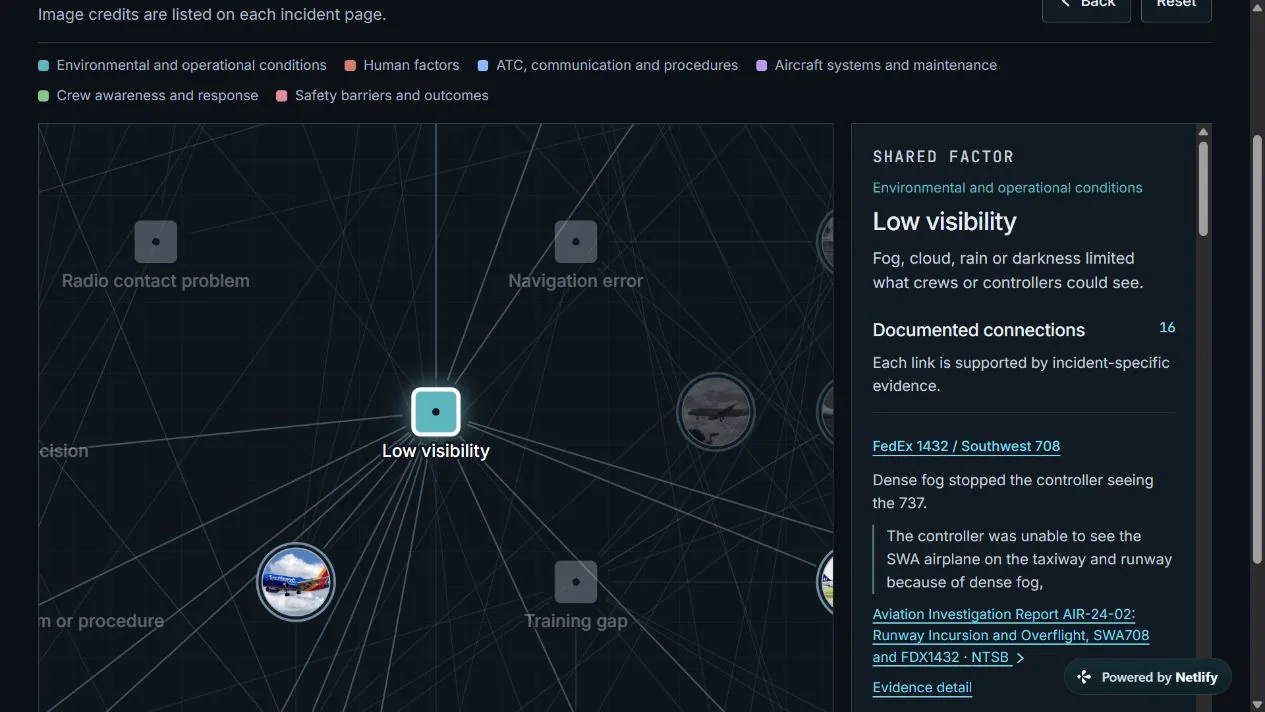 Image credits are listed on each incident page.
Back
Reset
Environmental and operational conditions
Human factors
ATC, communication and procedures
Aircraft systems and maintenance
Crew awareness and response
Safety barriers and outcomes
Radio contact problem
Navigation error
cision
Low visibility
m or procedure
Training gap
SHARED FACTOR
Environmental and operational conditions
Low visibility
Fog, cloud, rain or darkness limited
what crews or controllers could see.
Documented connections 16
Each link is supported by incident-specific
evidence.
FedEx 1432 / Southwest 708
Dense fog stopped the controller seeing
the 737.
The controller was unable to see the
SWA airplane on the taxiway and runway
because of dense fog,
Aviation Investigation Report AIR-24-02:
Runway Incursion and Overflight, SWA708
and FDX1432 · NTSB
Evidence detail
Powered by Netlify